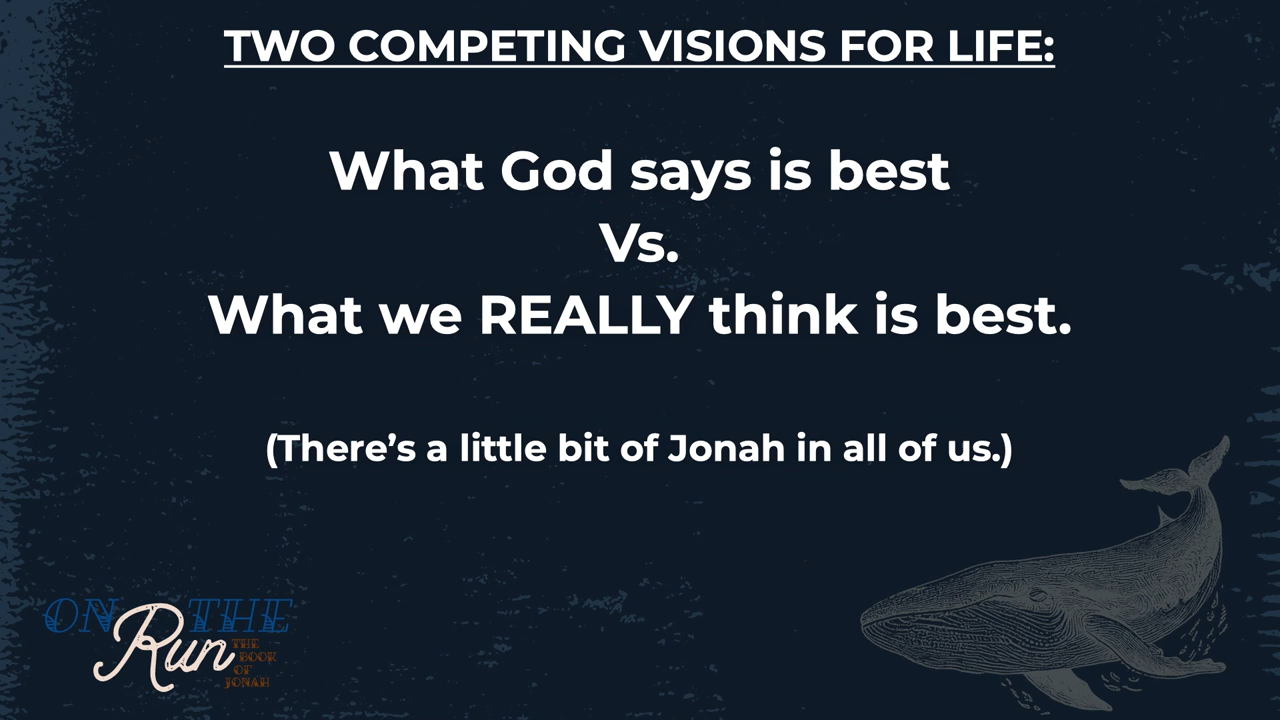 TWO COMPETING VISIONS FOR LIFE:
What God says is best
Vs.
What we REALLY think is best.
(There’s a little bit of Jonah in all of us.)
ON THE
Run
THE
BOOK
OF
JONAH